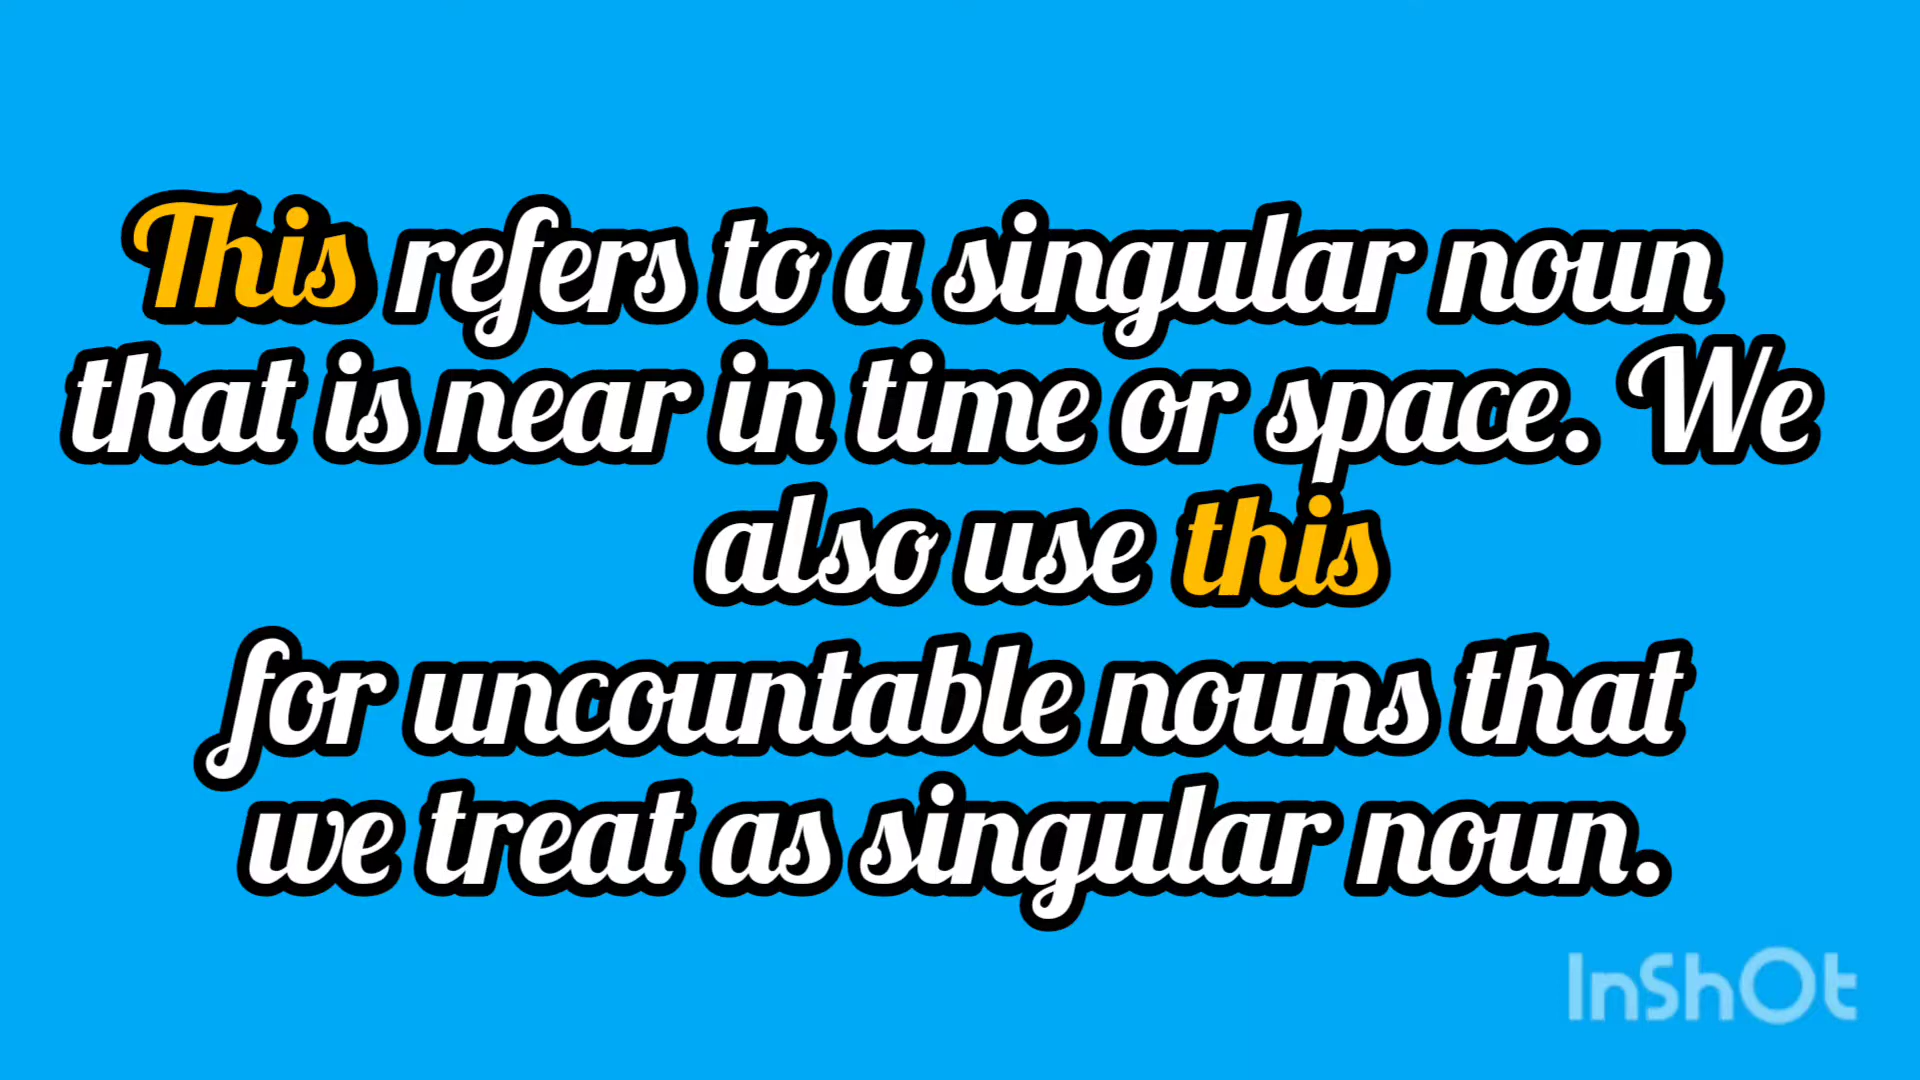 This refers to a singular noun
that is near in time or space. We
also use this
for uncountable nouns that
we treat as singular noun.
InShOt